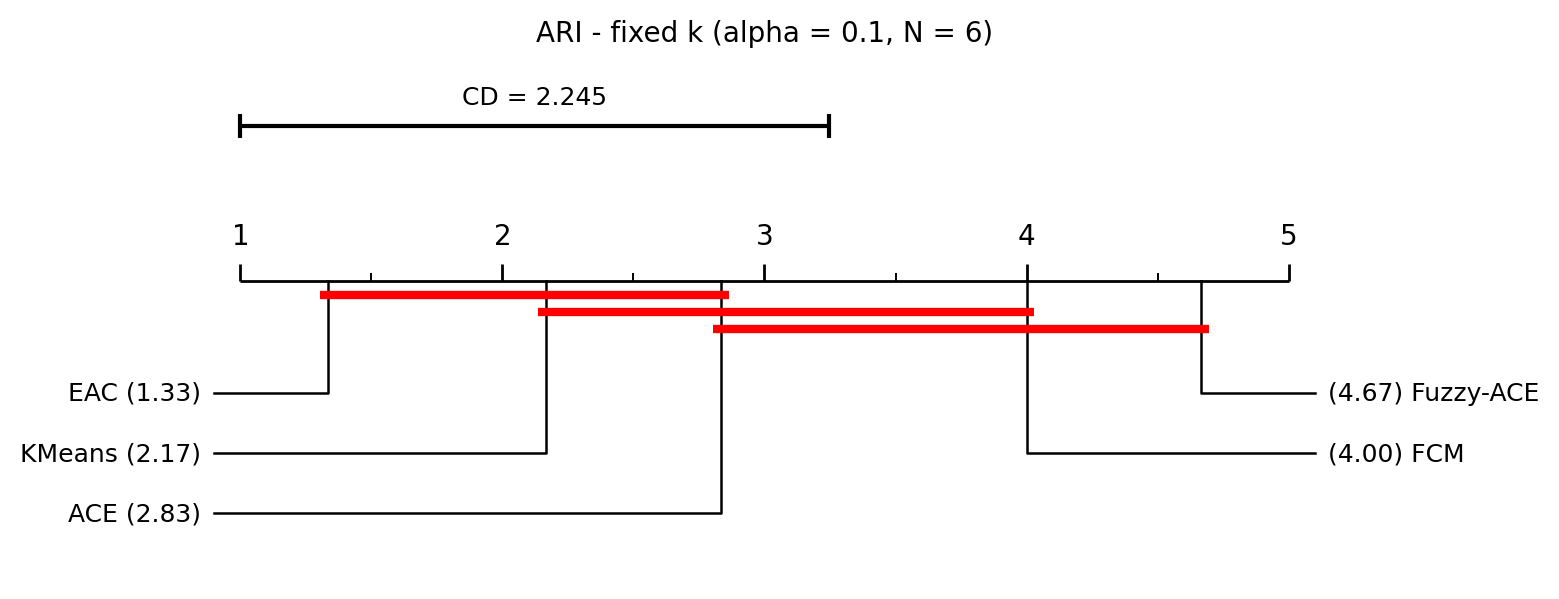 ARI - fixed k (alpha = 0.1, N = 6)
CD = 2.245
1 2 3 4 5
EAC (1.33)
(4.67) Fuzzy-ACE
KMeans (2.17)
(4.00) FCM
ACE (2.83)